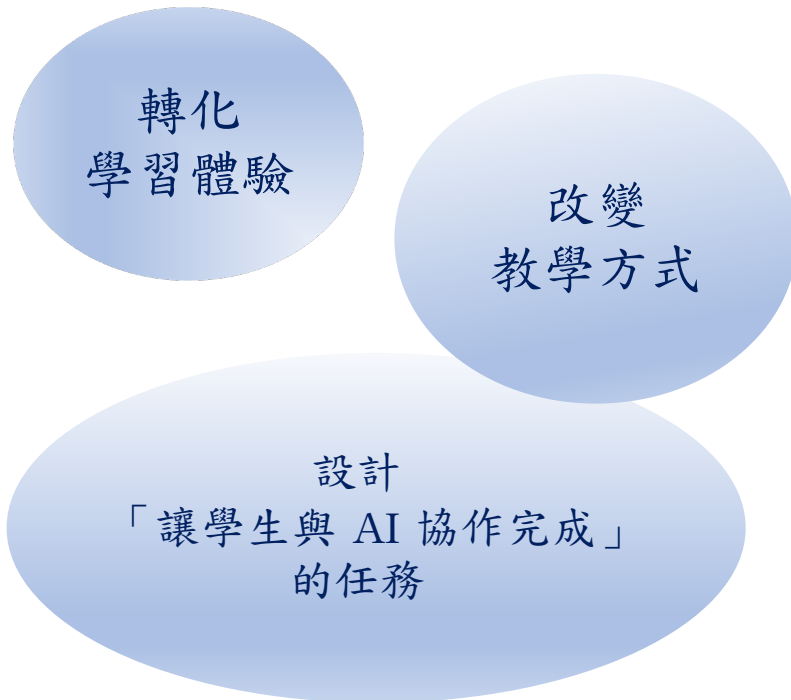 轉化
學習體驗
改變
教學方式
設計
「讓學生與 AI 協作完成」
的任務